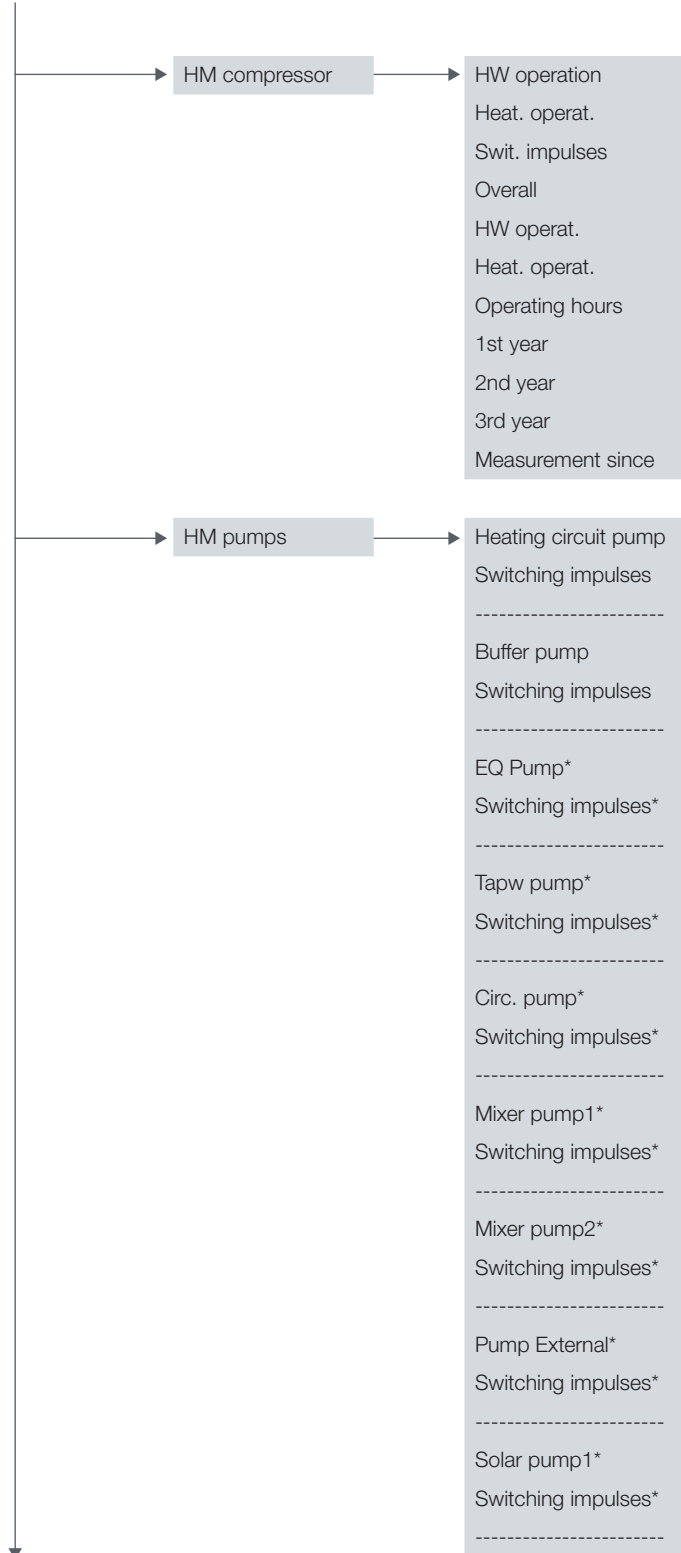 HM compressor
HW operation
Heat. operat.
Swit. impulses
Overall
HW operat.
Heat. operat.
Operating hours
1st year
2nd year
3rd year
Measurement since
HM pumps
Heating circuit pump
Switching impulses
------------------------
Buffer pump
Switching impulses
------------------------
EQ Pump*
Switching impulses*
------------------------
Tapw pump*
Switching impulses*
------------------------
Circ. pump*
Switching impulses*
------------------------
Mixer pump1*
Switching impulses*
------------------------
Mixer pump2*
Switching impulses*
------------------------
Pump External*
Switching impulses*
------------------------
Solar pump1*
Switching impulses*
------------------------